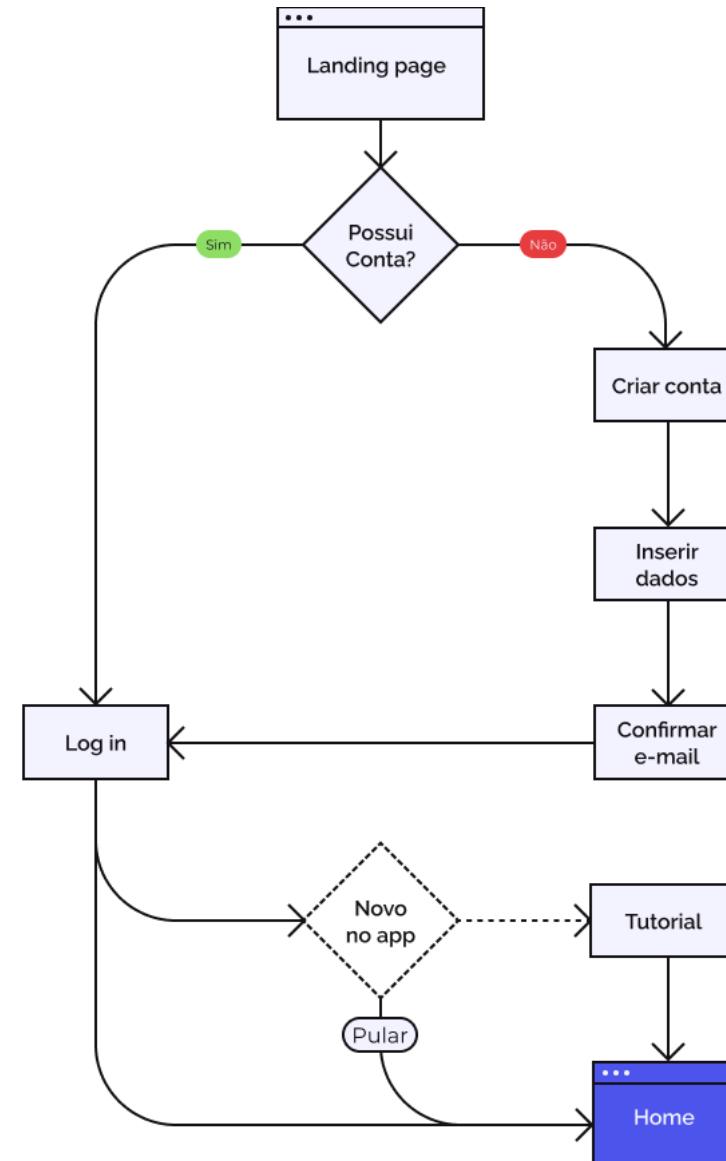 Landing page
Possui
Conta?
Sim
Não
Criar conta
Inserir
dados
Log in
Confirmar
e-mail
Novo
no app
Tutorial
Pular
Home